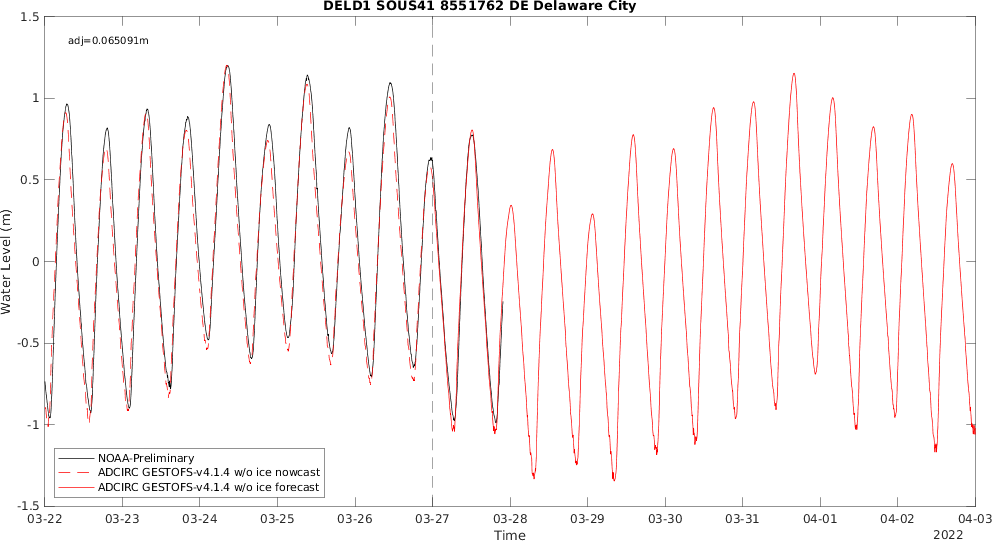 DELD1 SOUS41 8551762 DE Delaware City
adj=0.065091m
Water Level (m)
1.5
1
0.5
0
-0.5
-1
-1.5
NOAA-Preliminary
ADCIRC GESTOFS-v4.1.4 w/o ice nowcast
ADCIRC GESTOFS-v4.1.4 w/o ice forecast
03-22 03-23 03-24 03-25 03-26 03-27 03-28 03-29 03-30 03-31 04-01 04-02 04-03
Time
2022